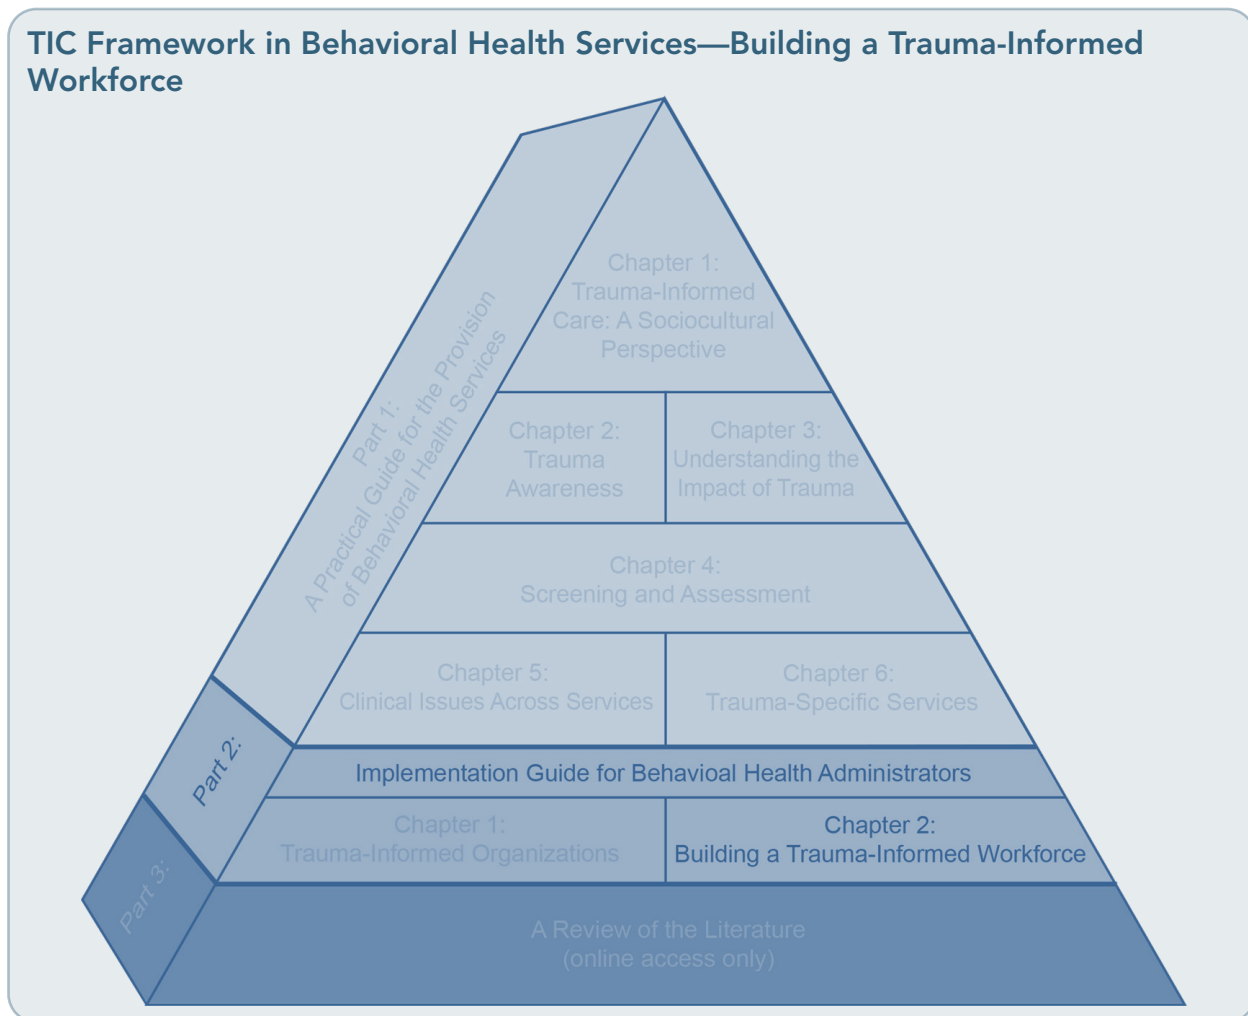 TIC Framework in Behavioral Health Services—Building a Trauma-Informed
Workforce
Part 1:
A Practical Guide for the Provision
of Behavioral Health Services
Chapter 1:
Trauma-Informed
Care: A Sociocultural
Perspective
Chapter 2:
Trauma
Awareness
Chapter 3:
Understanding the
Impact of Trauma
Chapter 4:
Screening and Assessment
Chapter 5:
Clinical Issues Across Services
Chapter 6:
Trauma-Specific Services
Part 2:
Implementation Guide for Behavioal Health Administrators
Chapter 1:
Trauma-Informed Organizations
Chapter 2:
Building a Trauma-Informed Workforce
Part 3:
A Review of the Literature
(online access only)